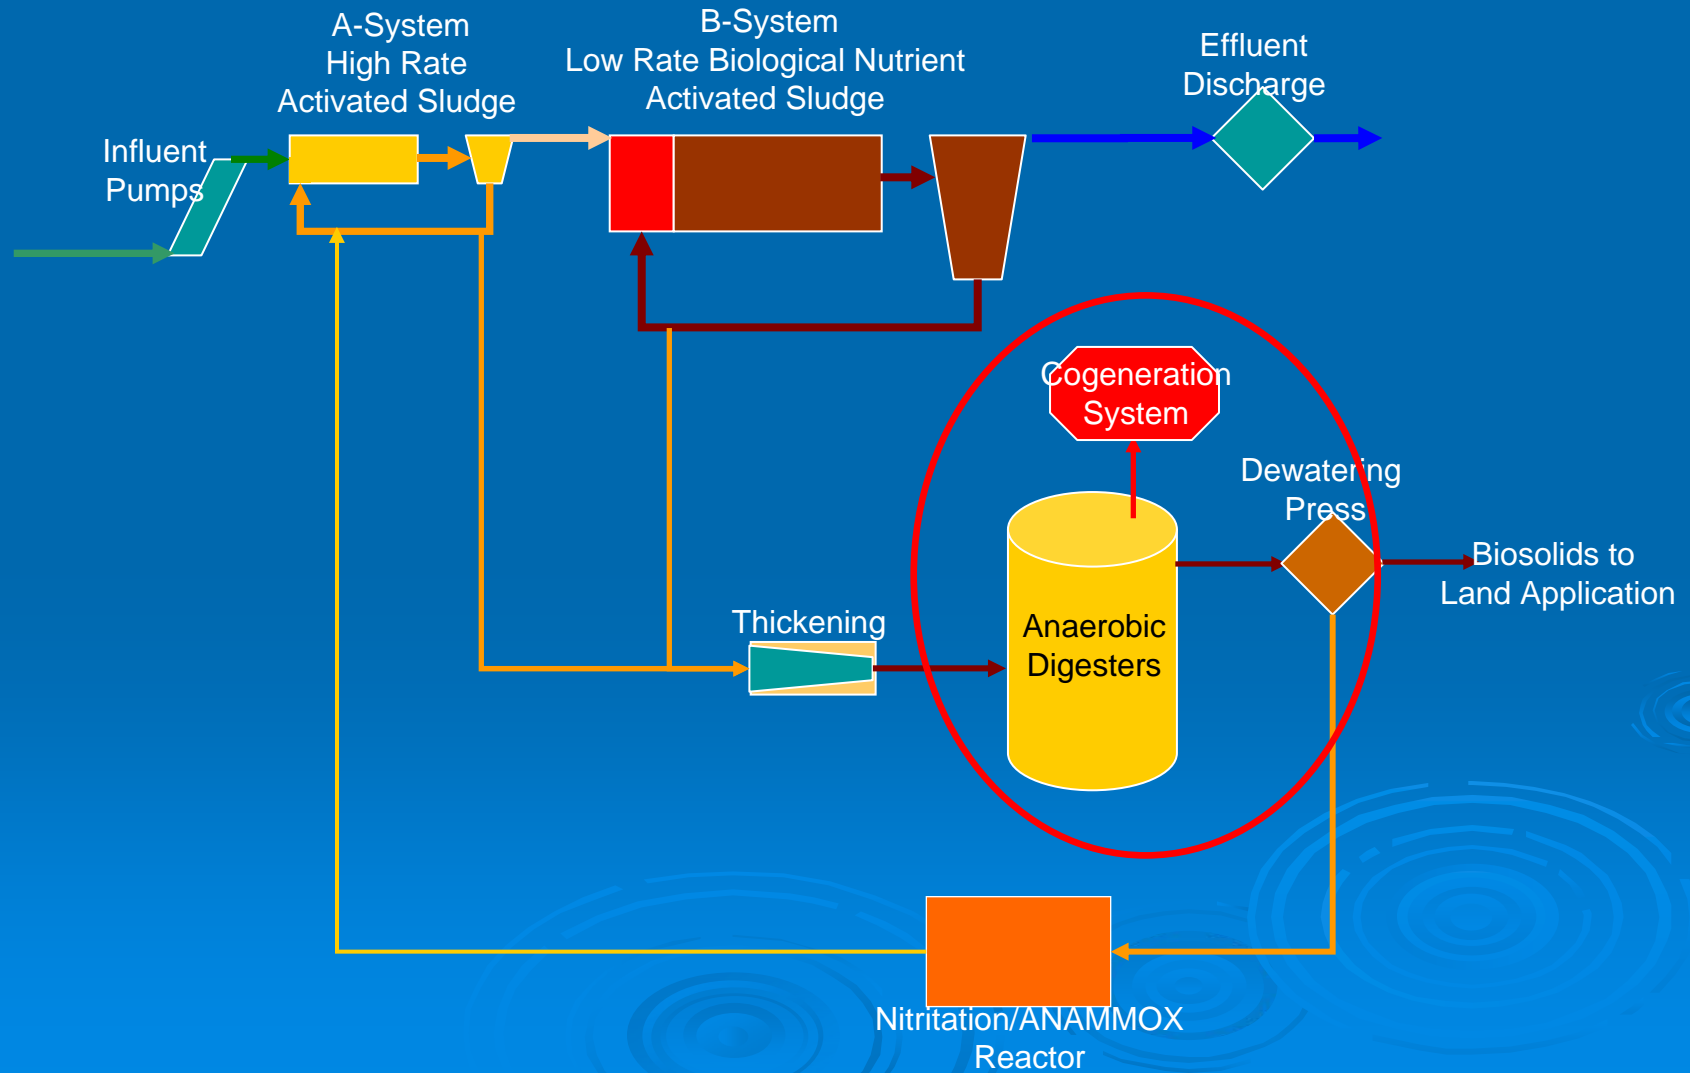 A-System
High Rate
Activated Sludge
B-System
Low Rate Biological Nutrient
Activated Sludge
Effluent
Discharge
Influent
Pumps
Cogeneration
System
Dewatering
Press
Biosolids to
Land Application
Thickening
Anaerobic
Digesters
Nitritation/ANAMMOX
Reactor